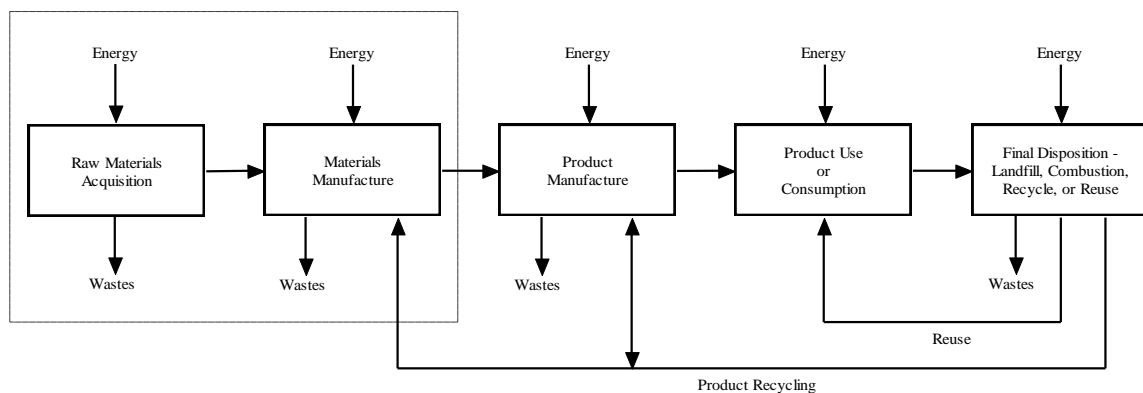 Energy
Energy
Energy
Energy
Energy
Raw Materials
Acquisition
Materials
Manufacture
Product
Manufacture
Product Use
or
Consumption
Final Disposition -
Landfill, Combustion,
Recycle, or Reuse
Wastes
Wastes
Wastes
Wastes
Reuse
Product Recycling